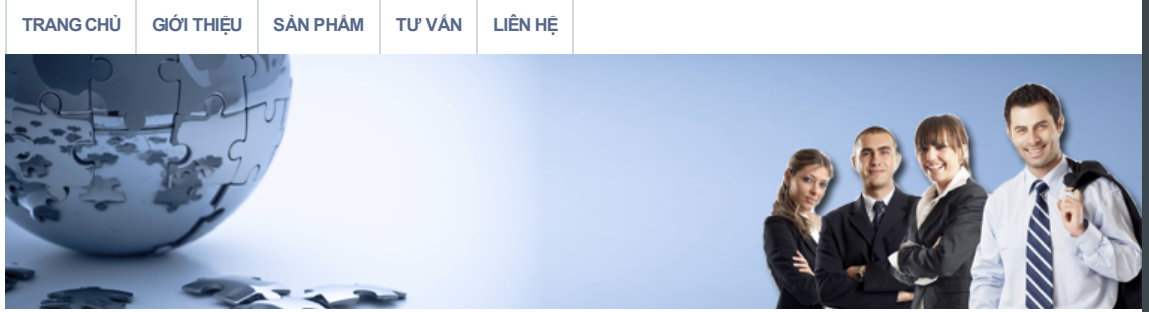 TRANG CHỦ GIỚI THIỆU SẢN PHẨM TƯ VẤN LIÊN HỆ